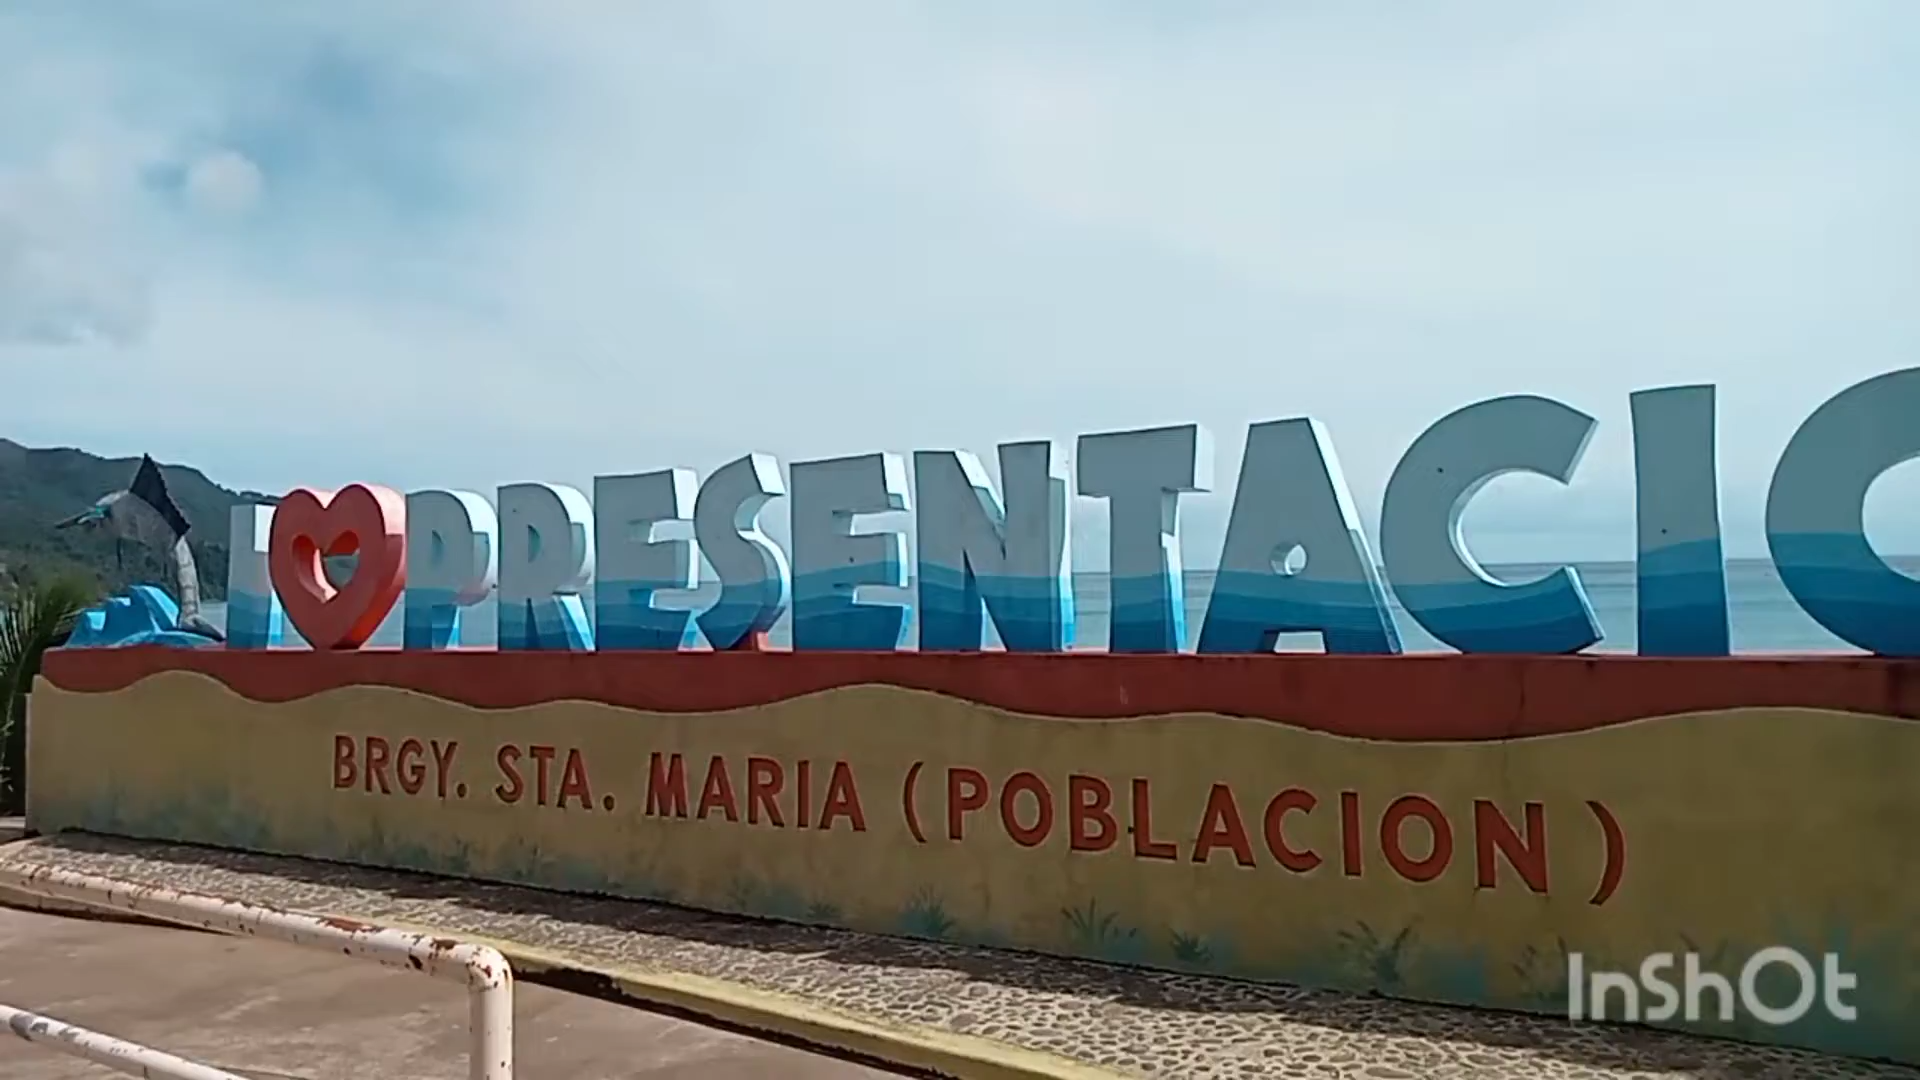 I ❤ PRESENTACIO
BRGY. STA. MARIA (POBLACION)
InShOt